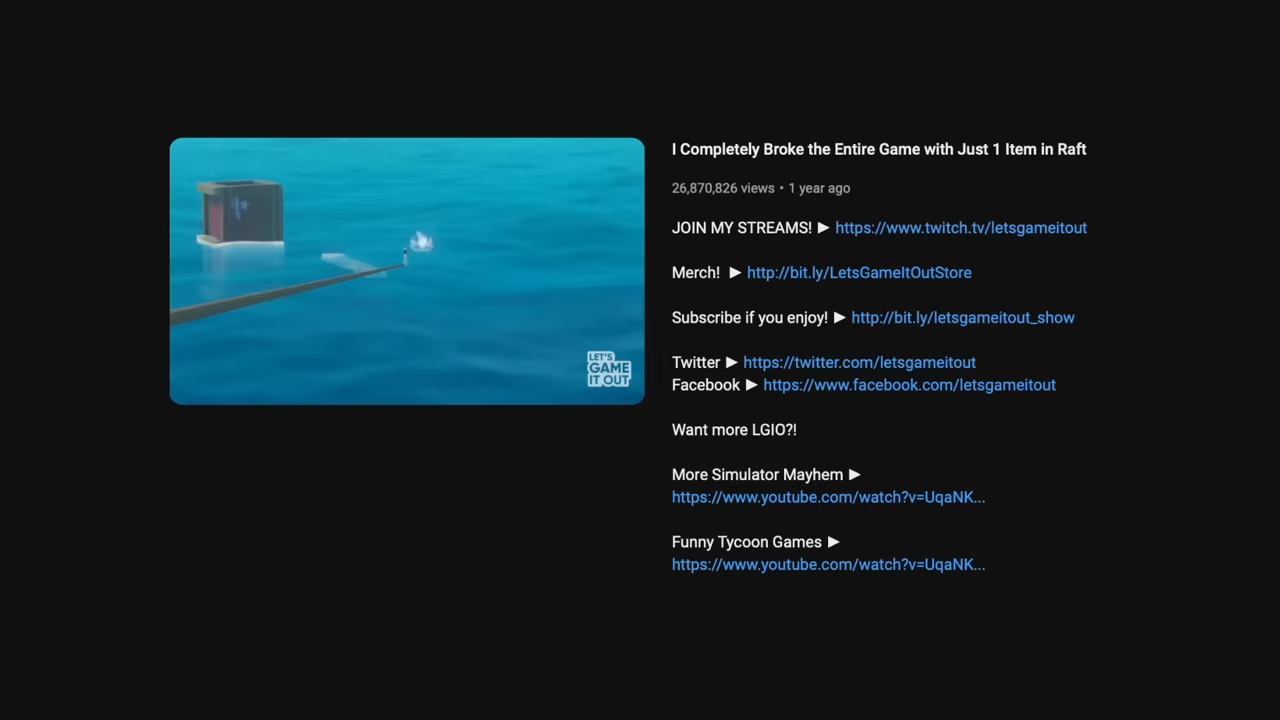 I Completely Broke the Entire Game with Just 1 Item in Raft
26,870,826 views • 1 year ago
JOIN MY STREAMS! ► https://www.twitch.tv/letsgameitout
Merch! ► http://bit.ly/LetsGameItOutStore
Subscribe if you enjoy! ► http://bit.ly/letsgameitout_show
LET'S
GAME
IT OUT
Twitter ► https://twitter.com/letsgameitout
Facebook ► https://www.facebook.com/letsgameitout
Want more LGIO?!
More Simulator Mayhem ►
https://www.youtube.com/watch?v=UqaNK...
Funny Tycoon Games ►
https://www.youtube.com/watch?v=UqaNK...